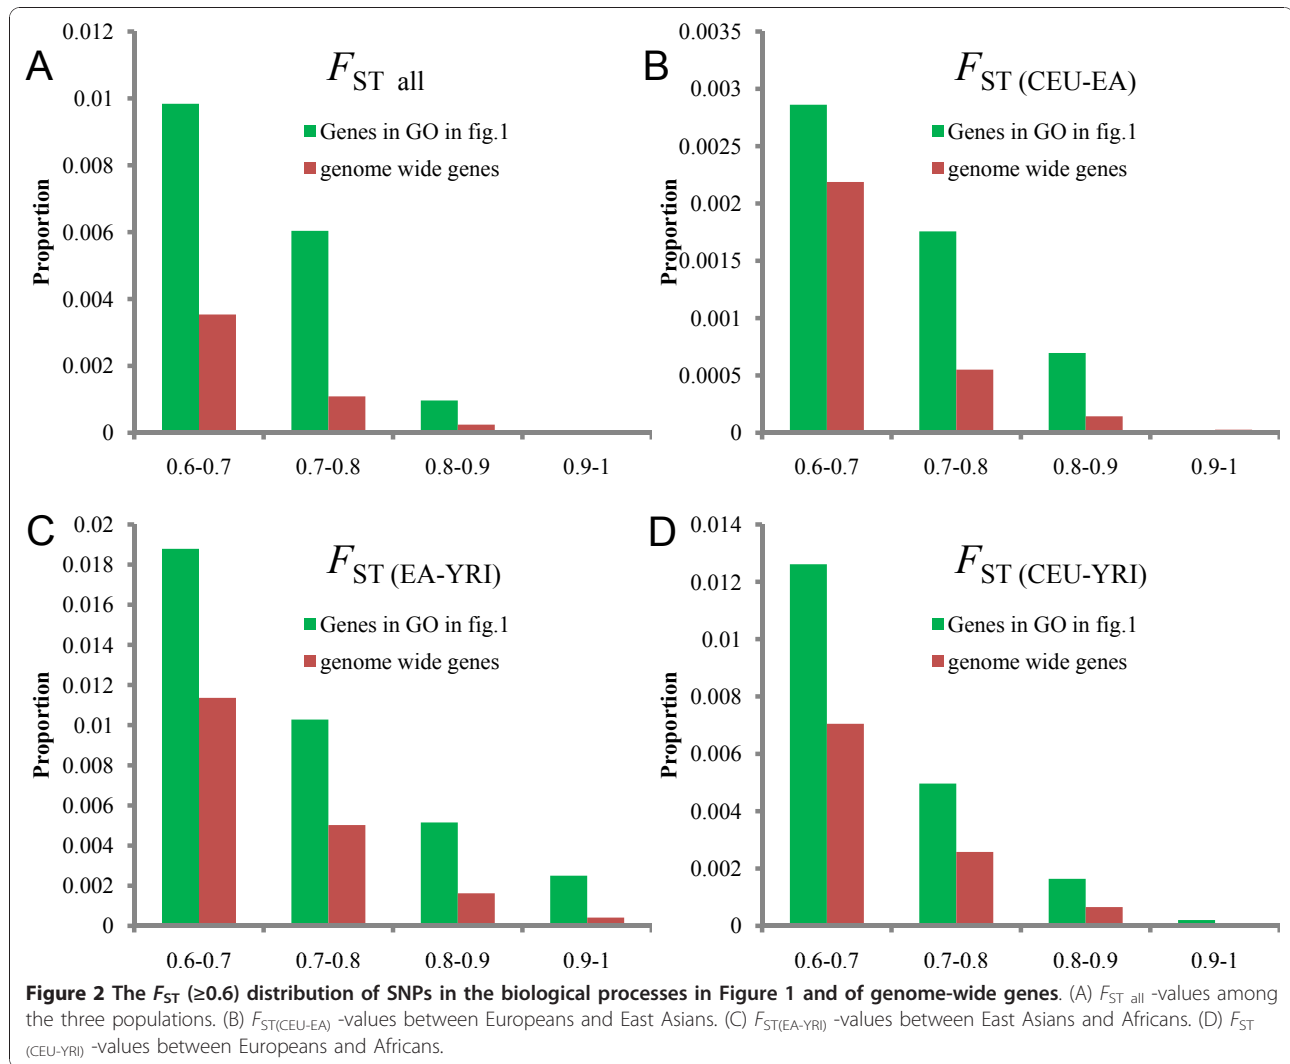 A
F ST all
Genes in GO in fig.1
genome wide genes
Proportion
0.012
0.01
0.008
0.006
0.004
0.002
0
0.6-0.7 0.7-0.8 0.8-0.9 0.9-1
B
F ST (CEU-EA)
Genes in GO in fig.1
genome wide genes
Proportion
0.0035
0.003
0.0025
0.002
0.0015
0.001
0.0005
0
0.6-0.7 0.7-0.8 0.8-0.9 0.9-1
C
F ST (EA-YRI)
Genes in GO in fig.1
genome wide genes
Proportion
0.02
0.018
0.016
0.014
0.012
0.01
0.008
0.006
0.004
0.002
0
0.6-0.7 0.7-0.8 0.8-0.9 0.9-1
D
F ST (CEU-YRI)
Genes in GO in fig.1
genome wide genes
Proportion
0.014
0.012
0.01
0.008
0.006
0.004
0.002
0
0.6-0.7 0.7-0.8 0.8-0.9 0.9-1
Figure 2 The FST (≥0.6) distribution of SNPs in the biological processes in Figure 1 and of genome-wide genes. (A) FST all -values among
the three populations. (B) FST(CEU-EA) -values between Europeans and East Asians. (C) FST(EA-YRI) -values between East Asians and Africans. (D) FST
(CEU-YRI) -values between Europeans and Africans.